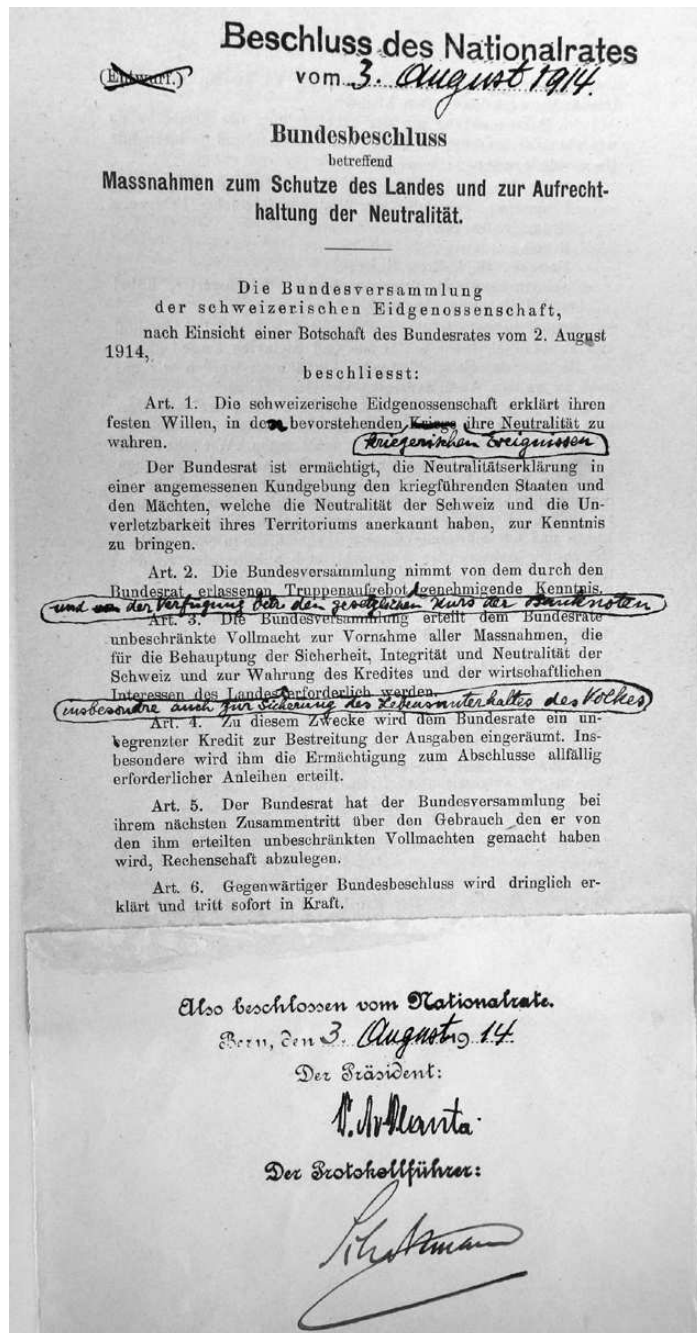 Beschluss des Nationalrates
(Entwurf.)
vom 3. August 1914.
Bundesbeschluss
betreffend
Massnahmen zum Schutze des Landes und zur Aufrecht-
haltung der Neutralität.
Die Bundesversammlung
der schweizerischen Eidgenossenschaft,
nach Einsicht einer Botschaft des Bundesrates vom 2. August
1914,
beschliesst:
Art. 1. Die schweizerische Eidgenossenschaft erklärt ihren
festen Willen, in den bevorstehenden Kriege ihre Neutralität zu
wahren.
kriegerischen Ereignissen
Der Bundesrat ist ermächtigt, die Neutralitätserklärung in
einer angemessenen Kundgebung den kriegführenden Staaten und
den Mächten, welche die Neutralität der Schweiz und die Un-
verletzbarkeit ihres Territoriums anerkannt haben, zur Kenntnis
zu bringen.
Art. 2. Die Bundesversammlung nimmt von dem durch den
Bundesrat erlassenen Truppenaufgebot genehmigende Kenntnis.
und von der Verfügung betr. den gesetzlichen Kurs der Banknoten
Art. 3. Die Bundesversammlung erteilt dem Bundesrate
unbeschränkte Vollmacht zur Vornahme aller Massnahmen, die
für die Behauptung der Sicherheit, Integrität und Neutralität der
Schweiz und zur Wahrung des Kredites und der wirtschaftlichen
Interessen des Landes erforderlich werden.
insbesondre auch zur Sicherung des Lebensunterhaltes des Volkes
Art. 4. Zu diesem Zwecke wird dem Bundesrate ein un-
begrenzter Kredit zur Bestreitung der Ausgaben eingeräumt. Ins-
besondere wird ihm die Ermächtigung zum Abschlusse allfällig
erforderlicher Anleihen erteilt.
Art. 5. Der Bundesrat hat der Bundesversammlung bei
ihrem nächsten Zusammentritt über den Gebrauch den er von
den ihm erteilten unbeschränkten Vollmachten gemacht haben
wird, Rechenschaft abzulegen.
Art. 6. Gegenwärtiger Bundesbeschluss wird dringlich er-
klärt und tritt sofort in Kraft.
Also beschlossen vom Nationalrate.
Bern, den 3. August 1914.
Der Präsident:
Planta.
Der Protokollführer: